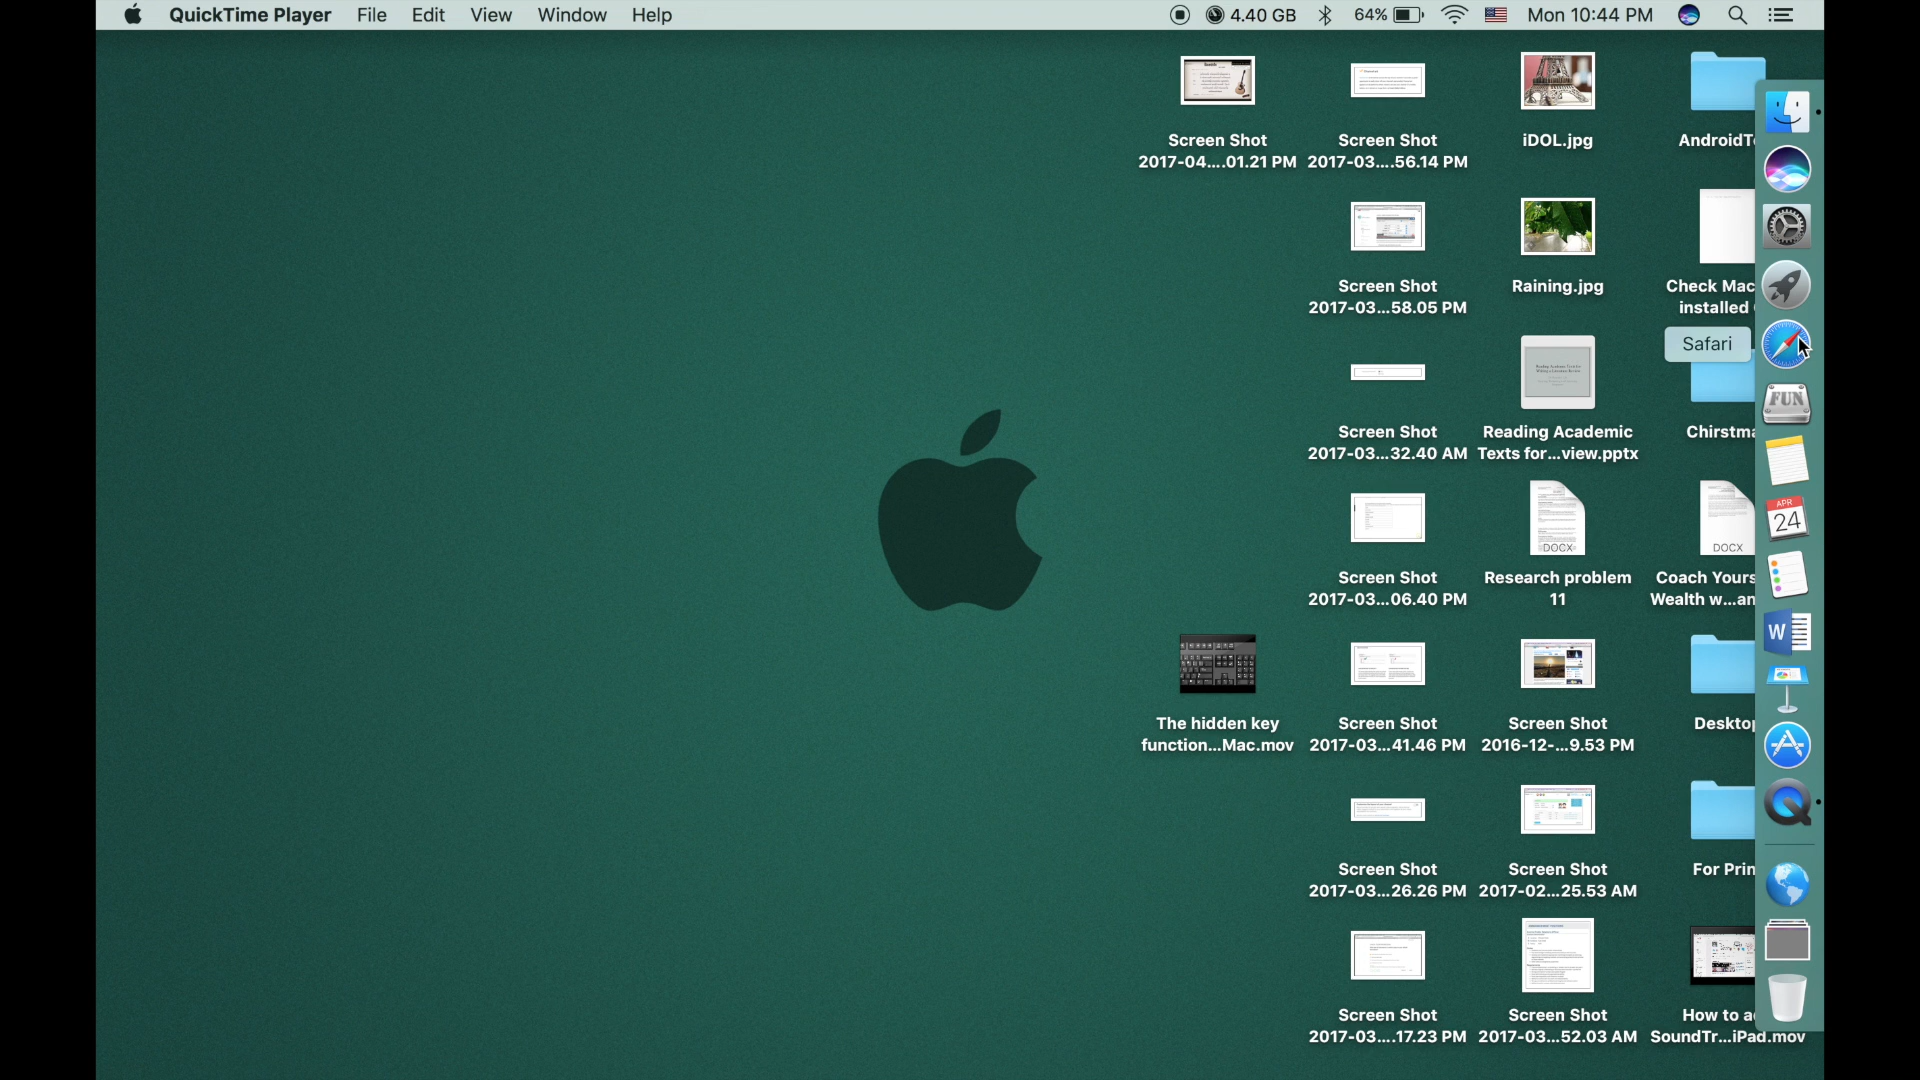 QuickTime Player File Edit View Window Help 4.40 GB 64% Mon 10:44 PM
Screen Shot
2017-04....01.21 PM
Screen Shot
2017-03....56.14 PM
iDOL.jpg
AndroidT
Screen Shot
2017-03...58.05 PM
Raining.jpg
Check Mac
installed
Safari
Screen Shot
2017-03...32.40 AM
Reading Academic
Texts for...view.pptx
Chirstma
FUN
APR
24
Screen Shot
2017-03...06.40 PM
DOCX
Research problem
11
DOCX
Coach Yours
Wealth w...an
W
The hidden key
function...Mac.mov
Screen Shot
2017-03...41.46 PM
Screen Shot
2016-12-...9.53 PM
Desktop
Screen Shot
2017-03...26.26 PM
Screen Shot
2017-02...25.53 AM
For Prin
Screen Shot
2017-03....17.23 PM
Screen Shot
2017-03...52.03 AM
How to a
SoundTr...iPad.mov